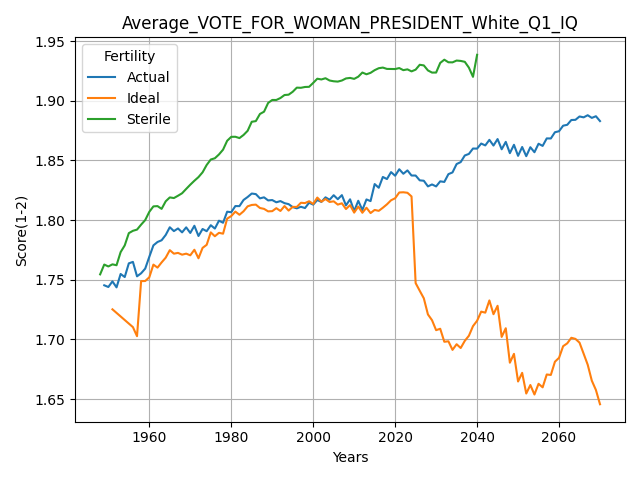 Average_VOTE_FOR_WOMAN_PRESIDENT_White_Q1_IQ
Fertility
Actual
Ideal
Sterile
Score(1-2)
1.95
1.90
1.85
1.80
1.75
1.70
1.65
1960 1980 2000 2020 2040 2060
Years